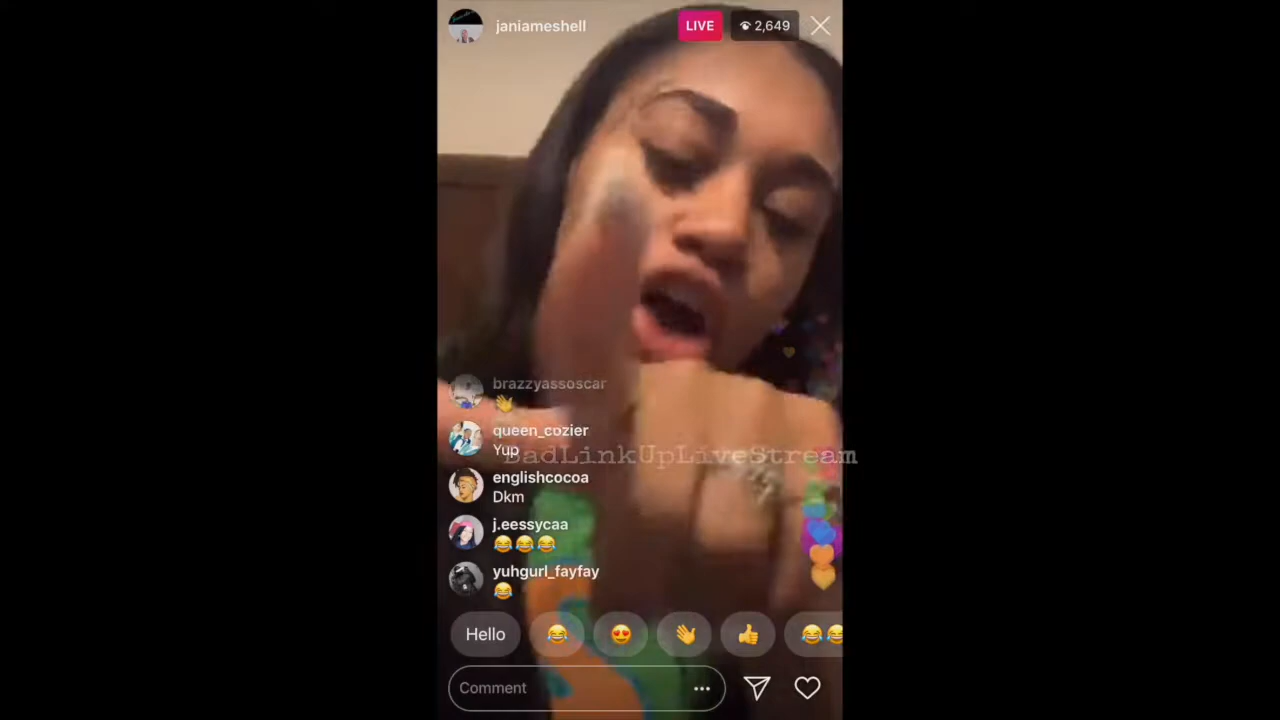 janiameshell
LIVE
2,649
brazzyassoscar
👋
queen_cozier
Yup
BadLinkUpLiveStream
englishcocoa
Dkm
j.eessycaa
😂😂😂
yuhgurl_fayfay
😂
Hello 😂 😍 👋 👍 😂😂
Comment